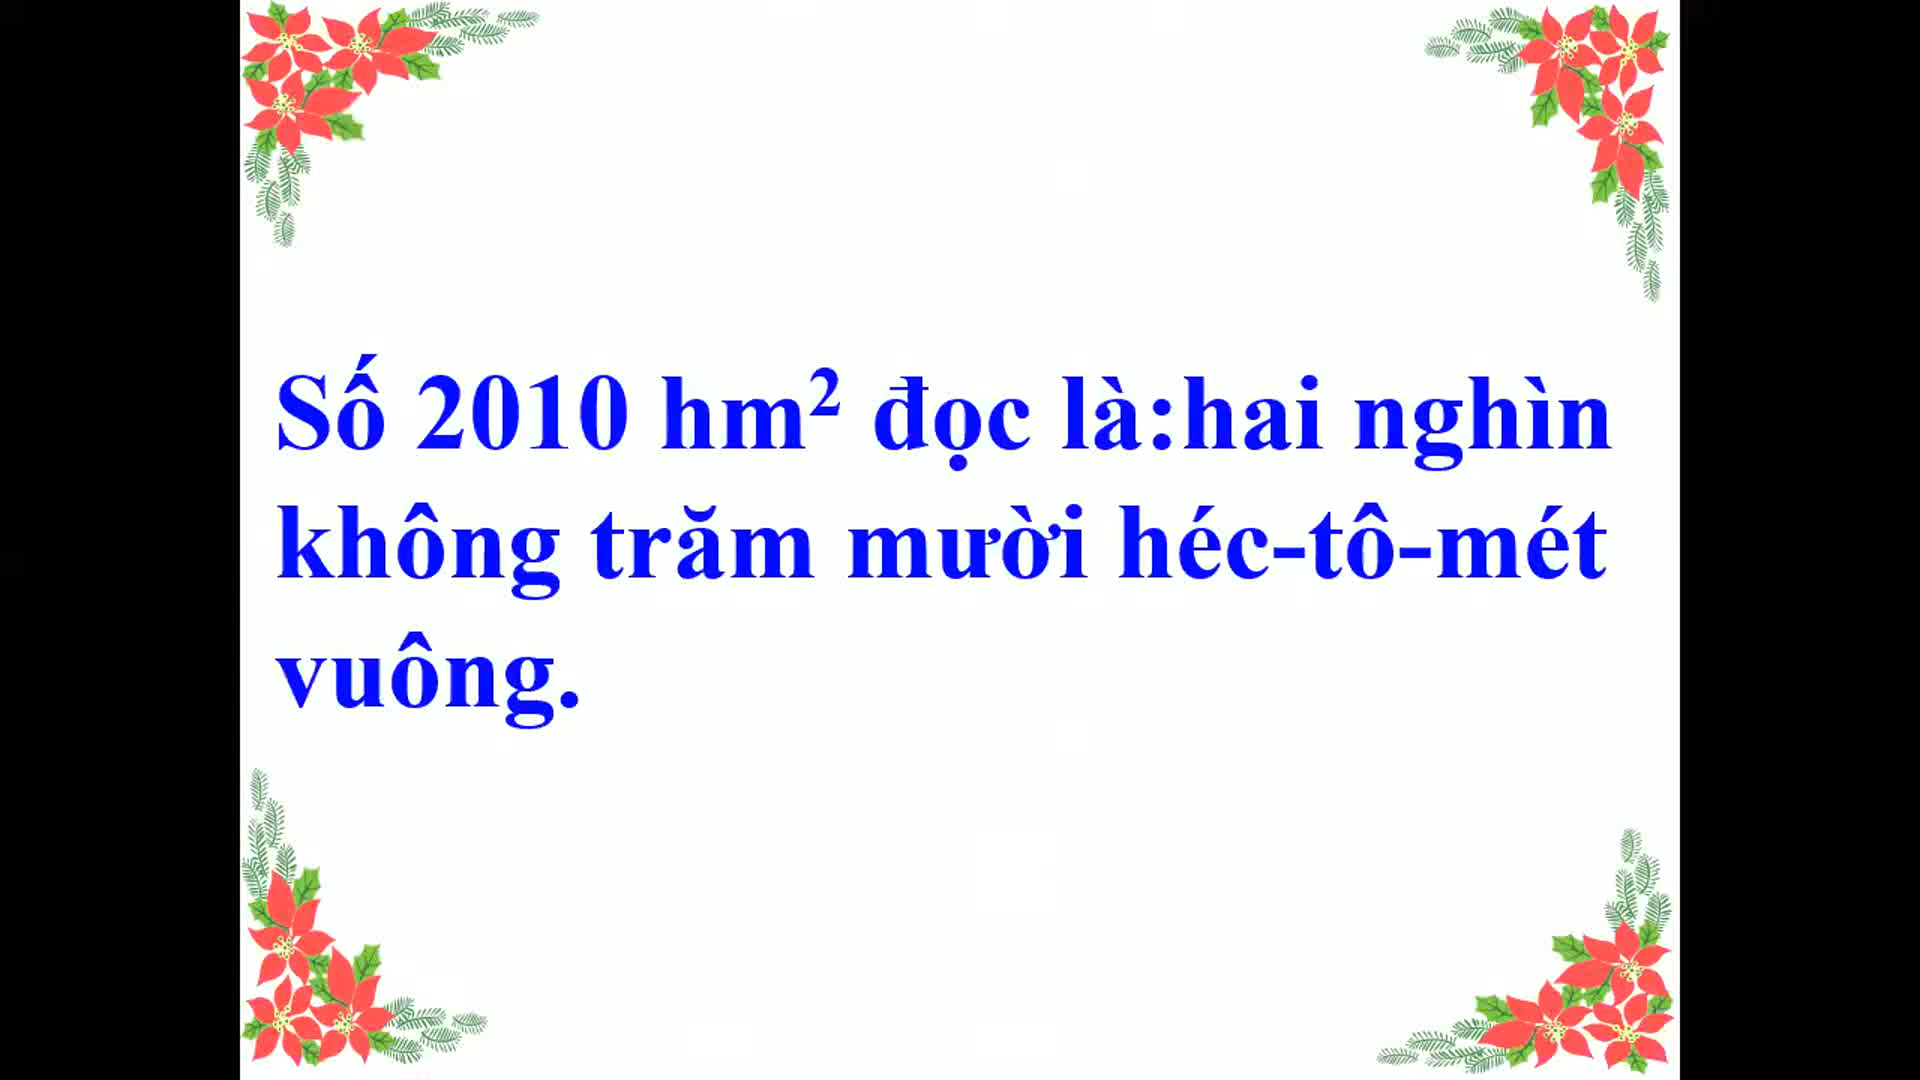 Số 2010 hm² đọc là:hai nghìn
không trăm mười héc-tô-mét
vuông.